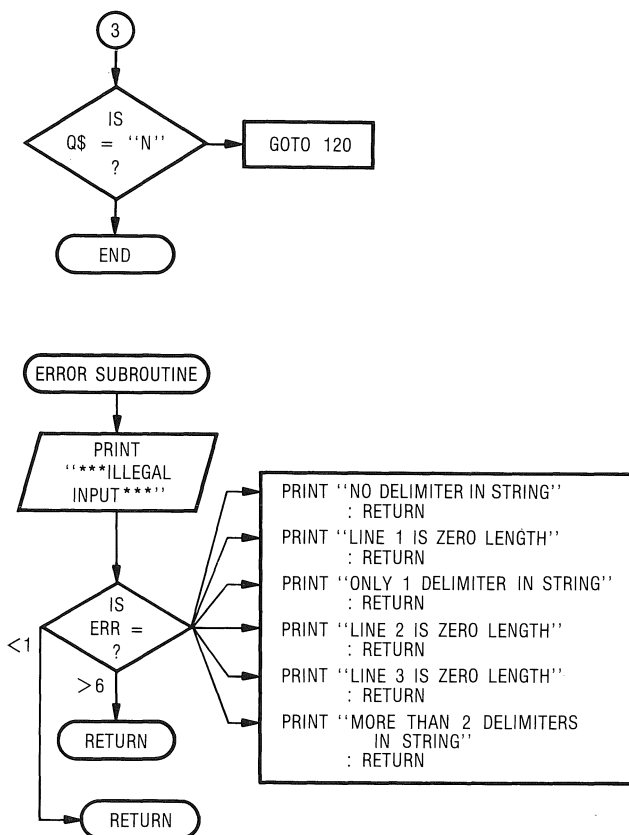 3
IS
Q$ = ‘‘N’’
?
GOTO 120
END
ERROR SUBROUTINE
PRINT
‘‘***ILLEGAL
INPUT***’’
IS
ERR =
?
<1
>6
RETURN
RETURN
PRINT ‘‘NO DELIMITER IN STRING’’
: RETURN
PRINT ‘‘LINE 1 IS ZERO LENGTH’’
: RETURN
PRINT ‘‘ONLY 1 DELIMITER IN STRING’’
: RETURN
PRINT ‘‘LINE 2 IS ZERO LENGTH’’
: RETURN
PRINT ‘‘LINE 3 IS ZERO LENGTH’’
: RETURN
PRINT ‘‘MORE THAN 2 DELIMITERS
IN STRING’’
: RETURN